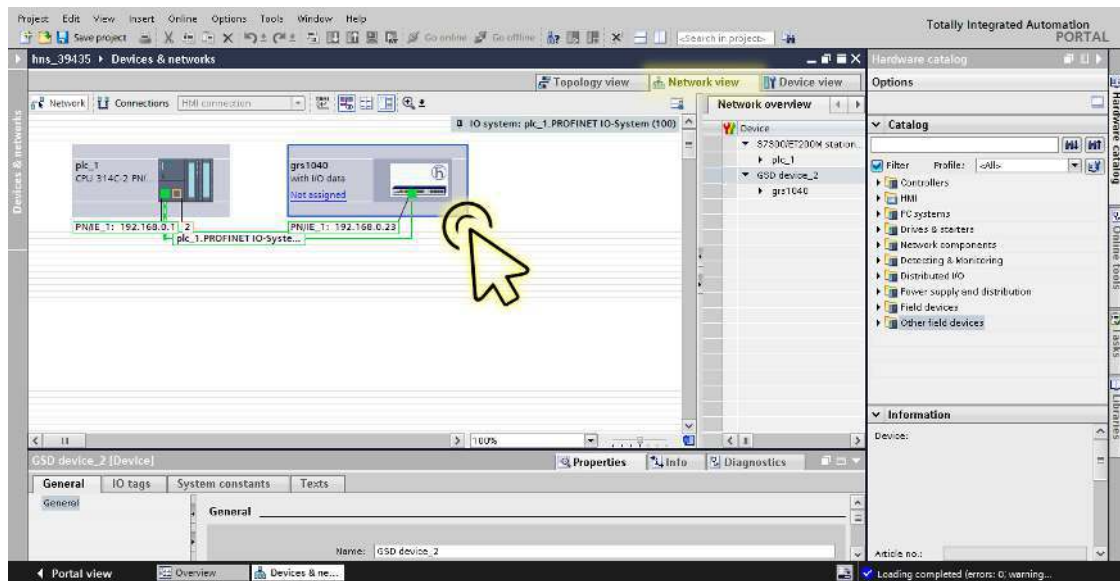 Project Edit View Insert Online Options Tools Window Help
Totally Integrated Automation
PORTAL
Save project
Go online
Go offline
<Search in project>
hns_39435 ▸ Devices & networks
Hardware catalog
Topology view
Network view
Device view
Options
Network
Connections
HMI connection
Network overview
IO system: plc_1.PROFINET IO-System (100)
Device
Catalog
S7300/ET200M station...
plc_1
GSD device_2
grs1040
Filter
Profile:
<All>
Controllers
HMI
PC systems
Drives & starters
Network components
Detecting & Monitoring
Distributed I/O
Power supply and distribution
Field devices
Other field devices
plc_1
CPU 314C-2 PN/...
grs1040
with I/O data
Not assigned
PN/IE_1: 192.168.0.1
2
PN/IE_1: 192.168.0.23
plc_1.PROFINET IO-Syste...
Devices & networks
Hardware catalog
Online tools
Tasks
Libraries
100%
Information
Device:
Article no.:
GSD device_2 [Device]
Properties
Info
Diagnostics
General
IO tags
System constants
Texts
General
General
Name:
GSD device_2
Portal view
Overview
Devices & ne...
Loading completed (errors: 0; warning...